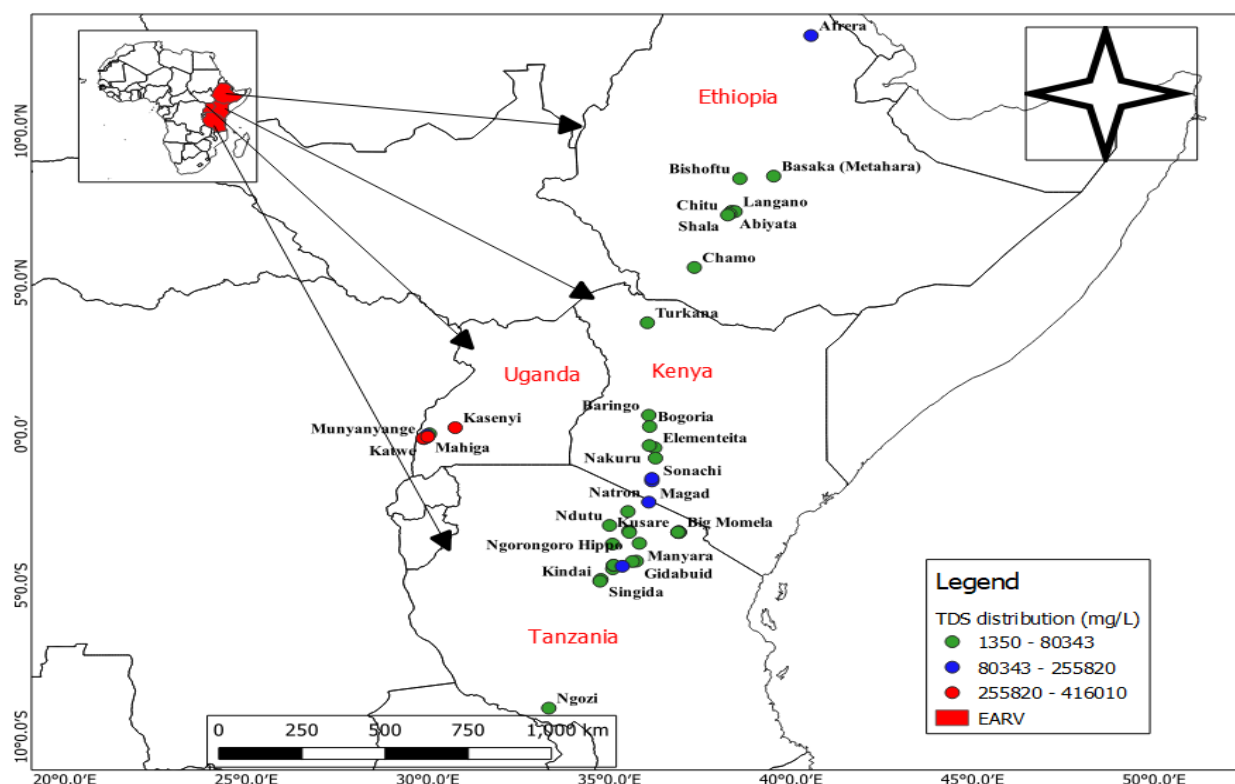 Afrera
Ethiopia
10°0.0'N
Bishoftu
Basaka (Metahara)
Chitu
Langano
Shala
Abiyata
Chamo
5°0.0'N
Turkana
Uganda
Kenya
Baringo
Bogoria
Kasenyi
Munyanyange
Elementeita
0°0.0'
Katwe
Mahiga
Nakuru
Sonachi
Natron
Magad
Ndutu
Kusare
Big Momela
Ngorongoro Hippo
Manyara
Kindai
Gidabuid
5°0.0'S
Singida
Tanzania
Ngozi
10°0.0'S
Legend
TDS distribution (mg/L)
1350 - 80343
80343 - 255820
255820 - 416010
EARV
0 250 500 750 1,000 km
20°0.0'E 25°0.0'E 30°0.0'E 35°0.0'E 40°0.0'E 45°0.0'E 50°0.0'E